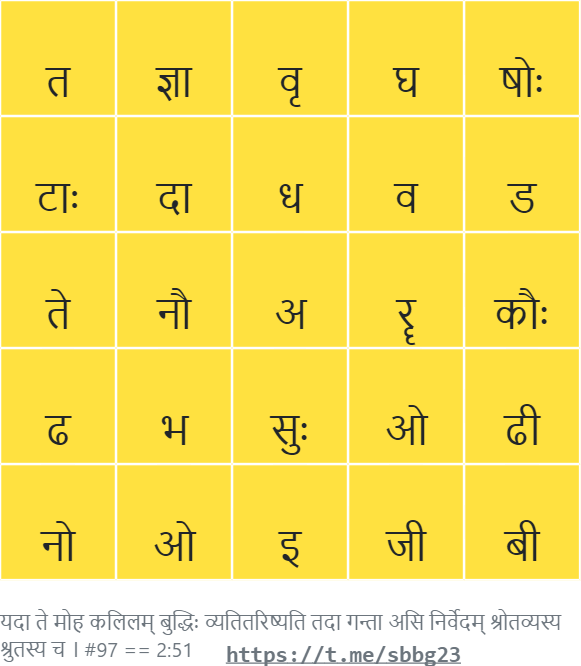 त ज्ञा वृ घ षोः
टाः दा ध व ड
ते नौ अ रॄ कौः
ढ भ सुः ओ ढी
नो ओ इ जी बी
यदा ते मोह कलिलम् बुद्धिः व्यतितरिष्यति तदा गन्ता असि निर्वेदम् श्रोतव्यस्य
श्रुतस्य च । #97 == 2:51 https://t.me/sbbg23